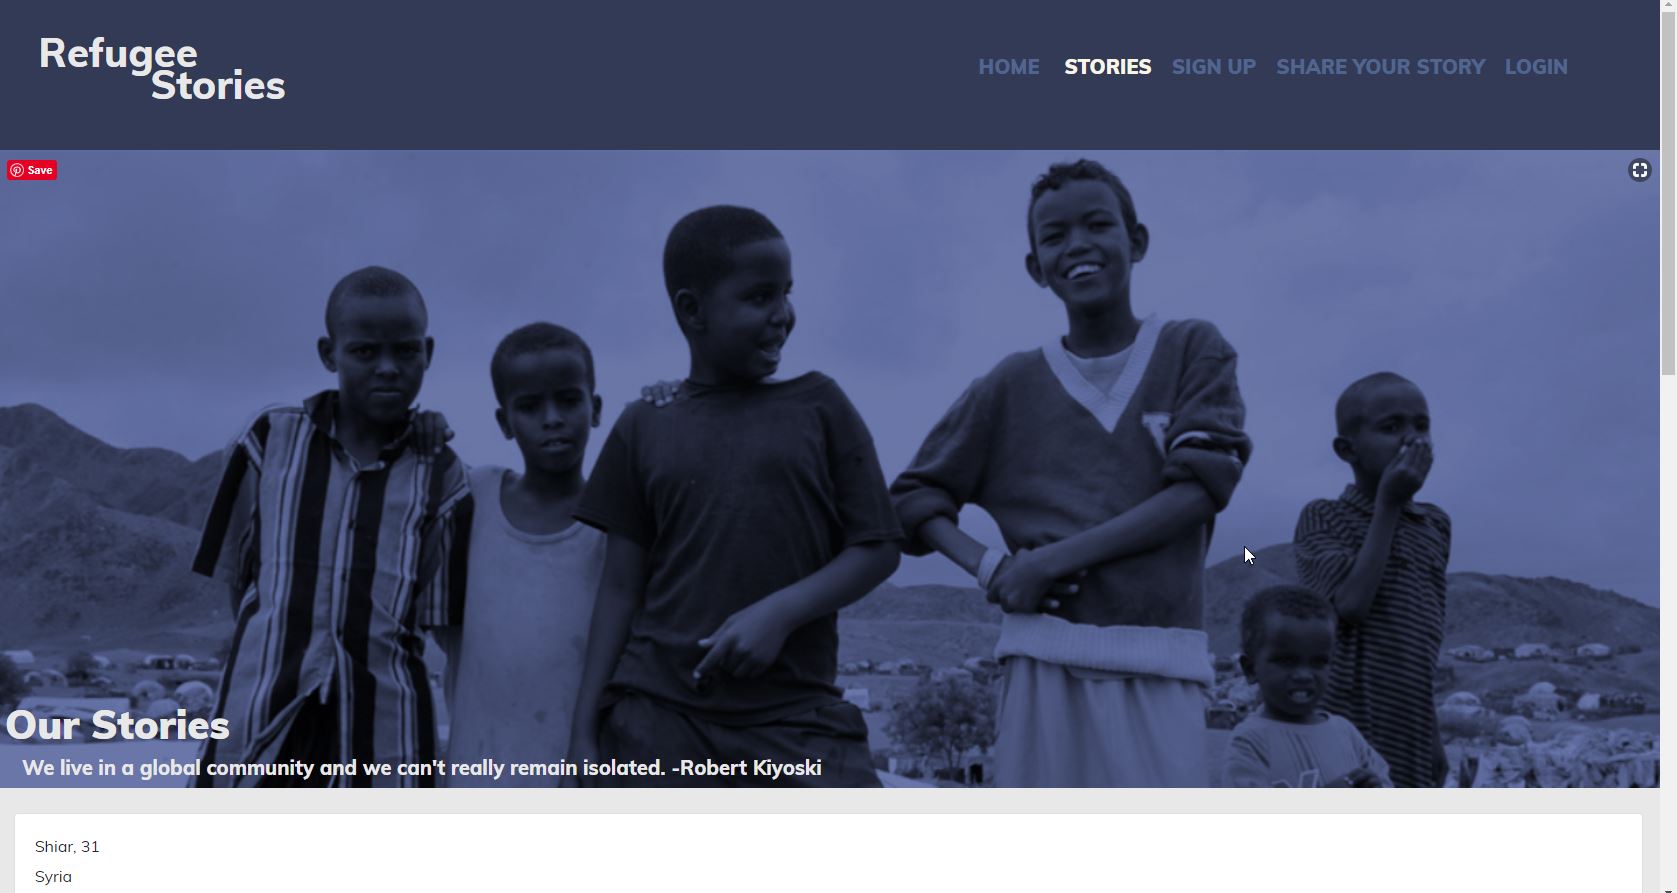 Refugee
Stories
HOME STORIES SIGN UP SHARE YOUR STORY LOGIN
Save
Our Stories
We live in a global community and we can't really remain isolated. -Robert Kiyoski
Shiar, 31
Syria